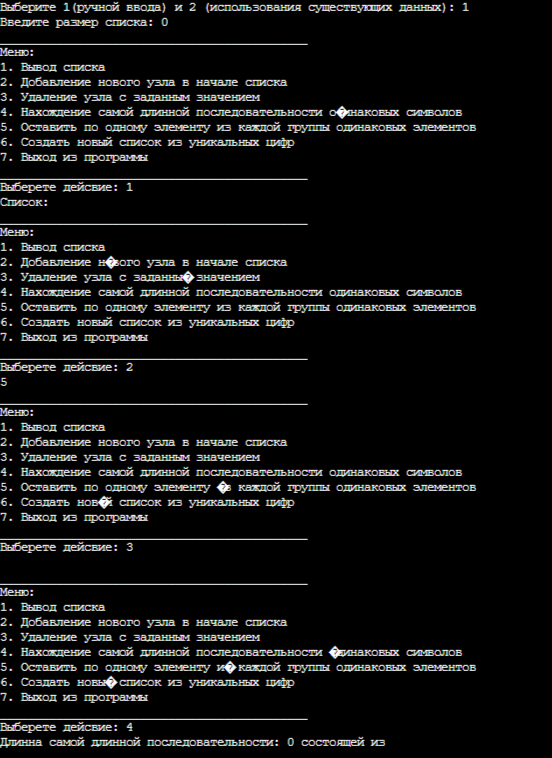 Выберите 1(ручной ввода) и 2 (использования существующих данных): 1
Введите размер списка: 0
____________________________________________
Меню:
1. Вывод списка
2. Добавление нового узла в начале списка
3. Удаление узла с заданным значением
4. Нахождение самой длинной последовательности о�инаковых символов
5. Оставить по одному элементу из каждой группы одинаковых элементов
6. Создать новый список из уникальных цифр
7. Выход из программы
____________________________________________
Выберете дейсвие: 1
Список:
____________________________________________
Меню:
1. Вывод списка
2. Добавление н�вого узла в начале списка
3. Удаление узла с заданны�значением
4. Нахождение самой длинной последовательности одинаковых символов
5. Оставить по одному элементу из каждой группы одинаковых элементов
6. Создать новый список из уникальных цифр
7. Выход из программы
____________________________________________
Выберете дейсвие: 2
5
____________________________________________
Меню:
1. Вывод списка
2. Добавление нового узла в начале списка
3. Удаление узла с заданным значением
4. Нахождение самой длинной последовательности одинаковых символов
5. Оставить по одному элементу �з каждой группы одинаковых элементов
6. Создать нов�й список из уникальных цифр
7. Выход из программы
____________________________________________
Выберете дейсвие: 3
____________________________________________
Меню:
1. Вывод списка
2. Добавление нового узла в начале списка
3. Удаление узла с заданным значением
4. Нахождение самой длинной последовательности �динаковых символов
5. Оставить по одному элементу и�каждой группы одинаковых элементов
6. Создать новы�список из уникальных цифр
7. Выход из программы
____________________________________________
Выберете дейсвие: 4
Длинна самой длинной последовательности: 0 состоящей из